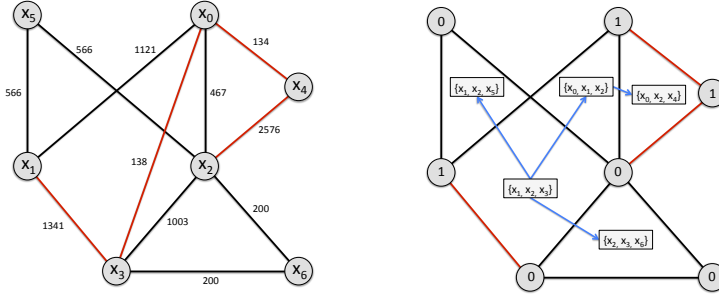 x₅
x₀
566
1121
134
467
x₄
566
2576
138
x₁
x₂
1341
1003
200
x₃
200
x₆
0
1
{x₁, x₂, x₅}
{x₀, x₁, x₂}
{x₀, x₂, x₄}
1
1
0
{x₁, x₂, x₃}
{x₂, x₃, x₆}
0
0